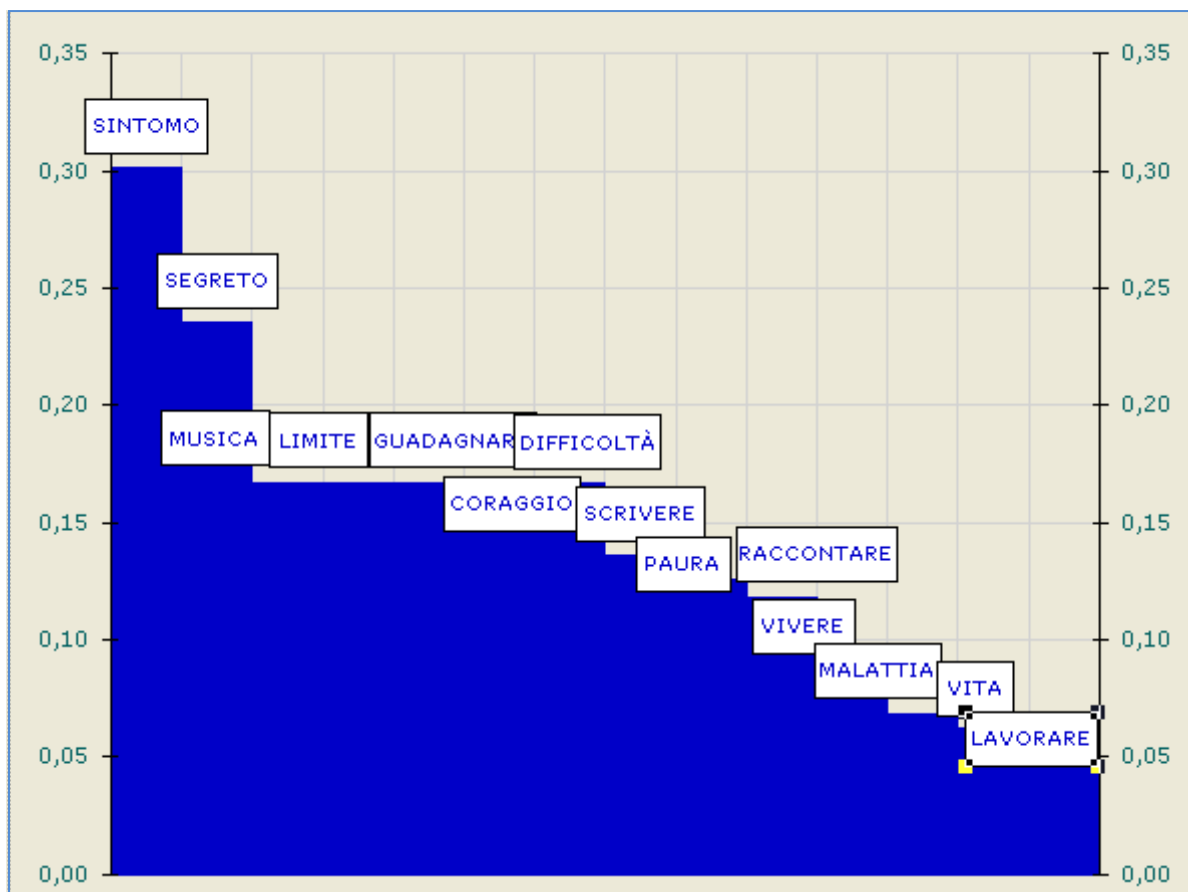 0,35 0,35
SINTOMO
0,30 0,30
SEGRETO
0,25 0,25
0,20 0,20
MUSICA LIMITE GUADAGNAR DIFFICOLTÀ
CORAGGIO SCRIVERE
0,15 0,15
PAURA RACCONTARE
VIVERE
0,10 0,10
MALATTIA VITA
LAVORARE
0,05 0,05
0,00 0,00